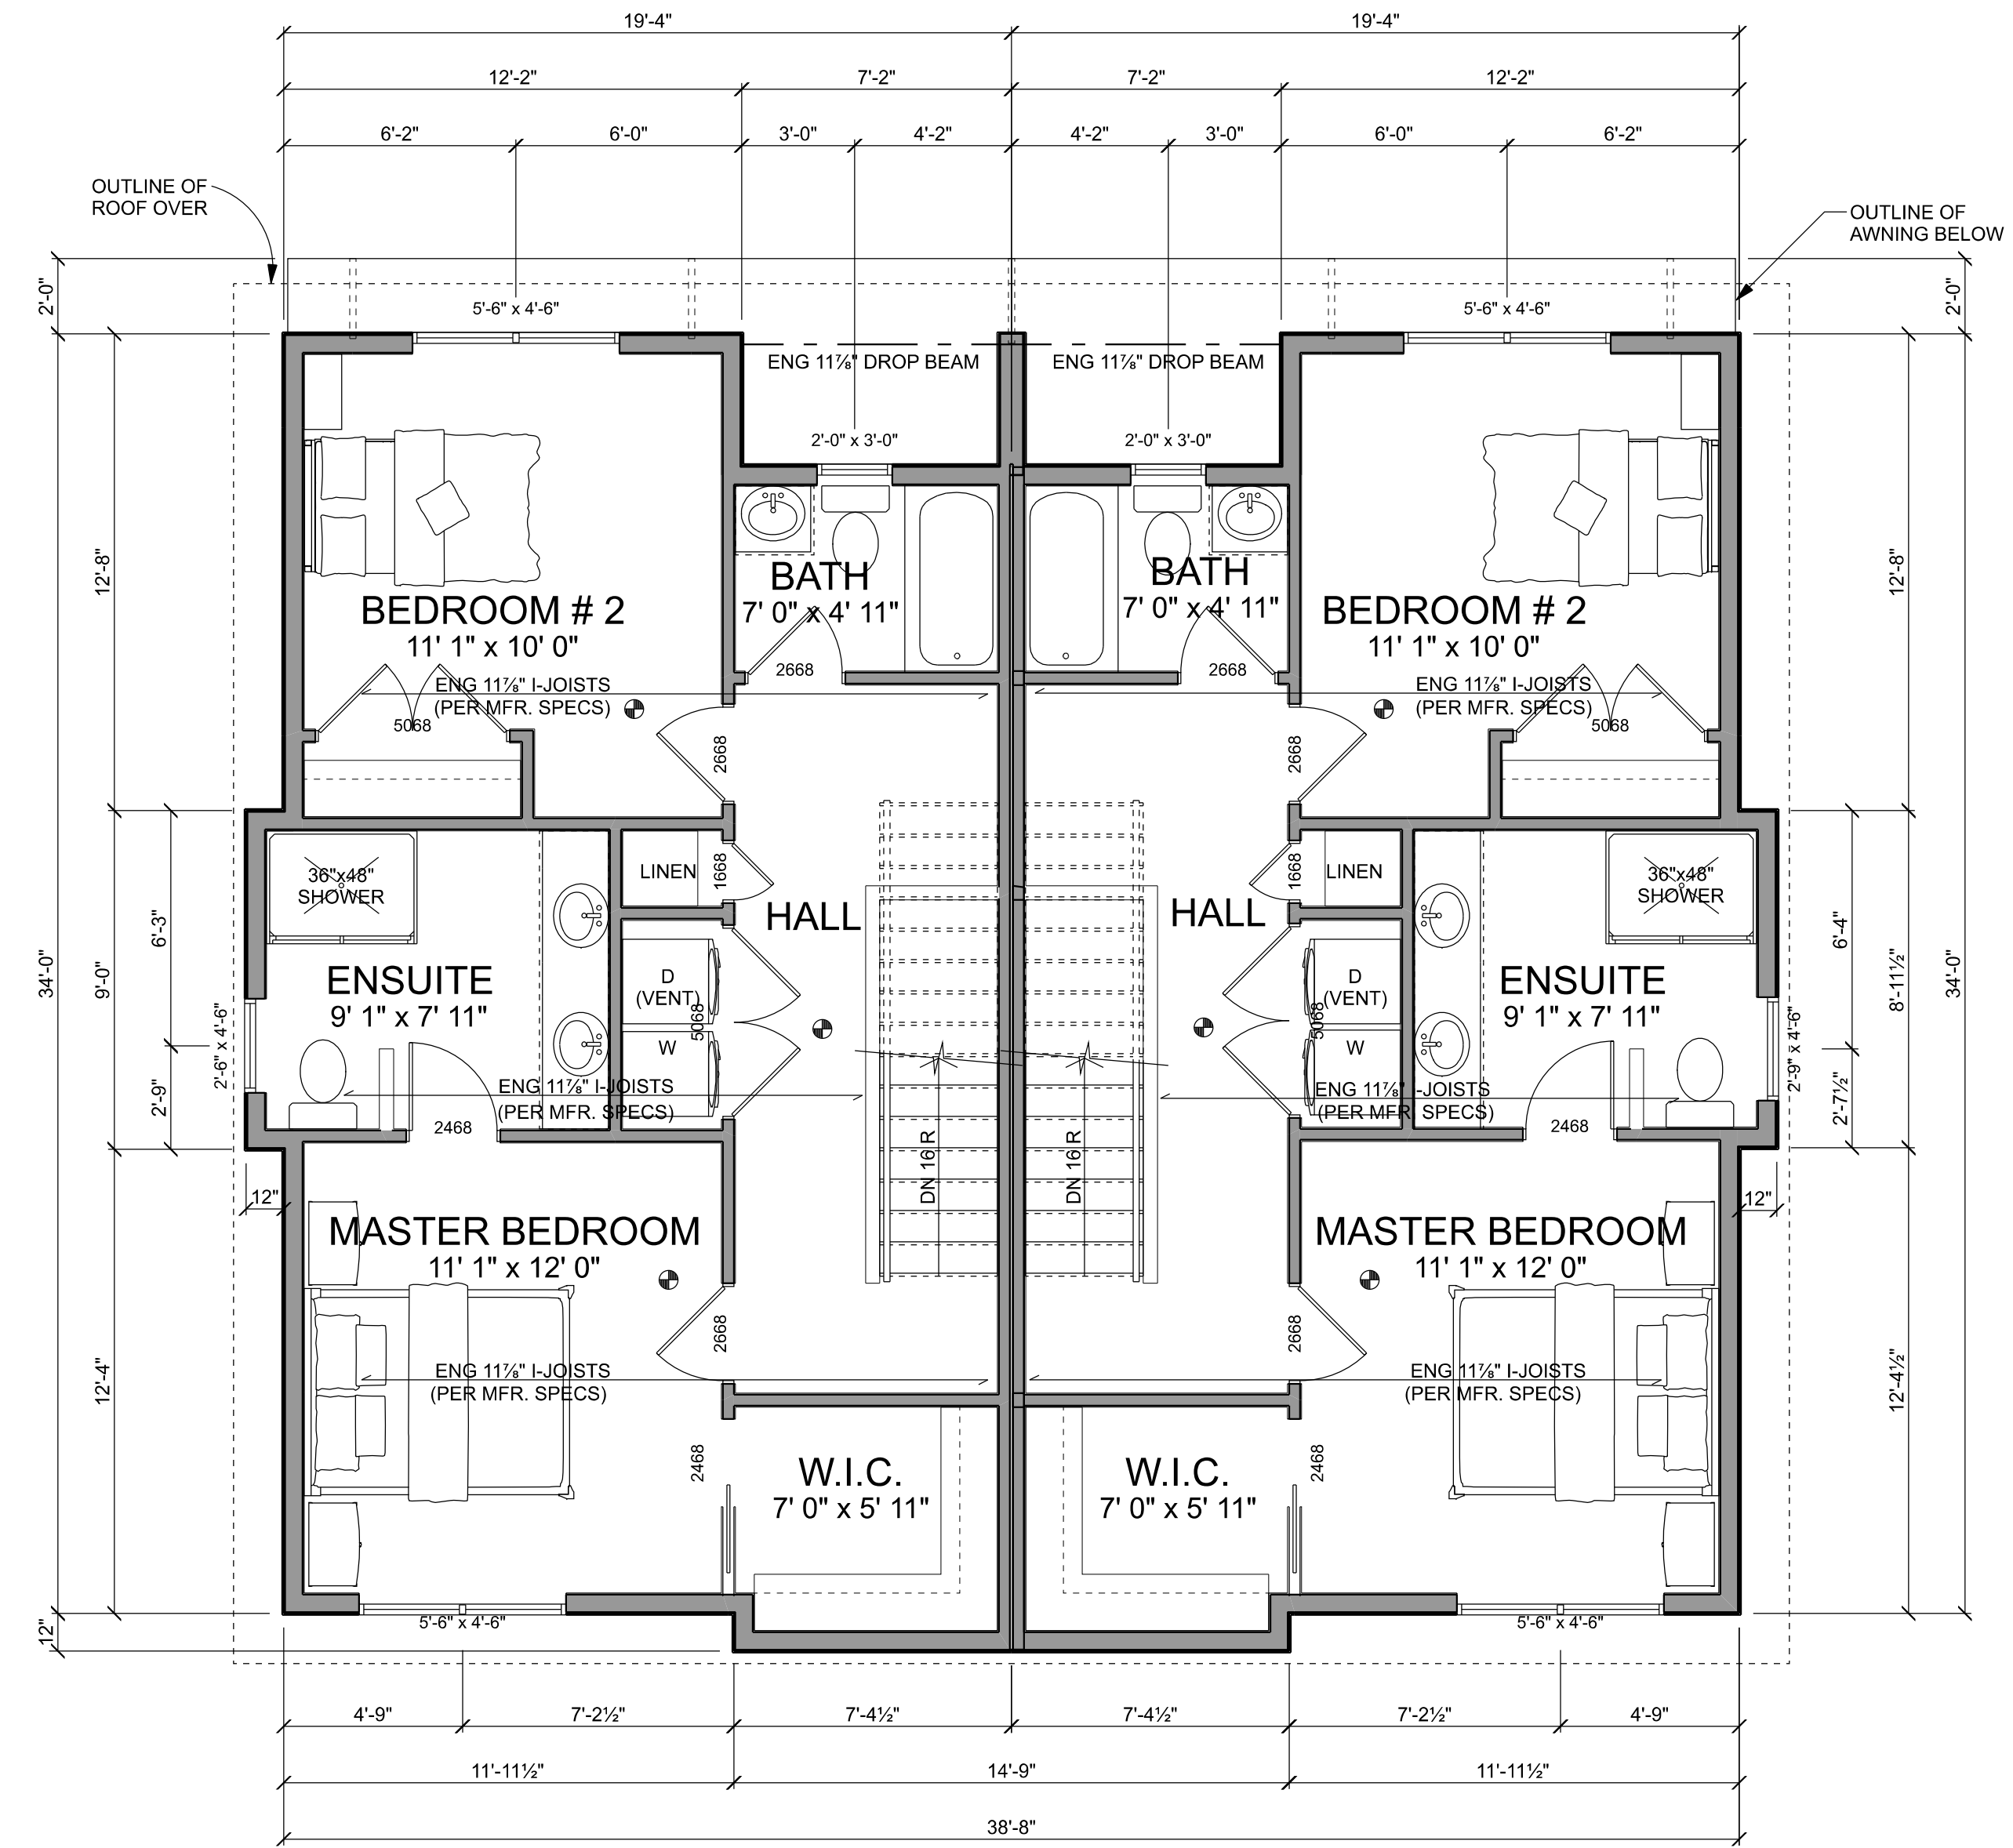 19'-4"
19'-4"
12'-2"
7'-2"
7'-2"
12'-2"
6'-2"
6'-0"
3'-0"
4'-2"
4'-2"
3'-0"
6'-0"
6'-2"
OUTLINE OF
ROOF OVER
OUTLINE OF
AWNING BELOW
2'-0"
2'-0"
5'-6" x 4'-6"
5'-6" x 4'-6"
ENG 11⅞" DROP BEAM
ENG 11⅞" DROP BEAM
2'-0" x 3'-0"
2'-0" x 3'-0"
12'-8"
12'-8"
BATH
7' 0" x 4' 11"
BATH
7' 0" x 4' 11"
BEDROOM # 2
11' 1" x 10' 0"
BEDROOM # 2
11' 1" x 10' 0"
2668
2668
ENG 11⅞" I-JOISTS
(PER MFR. SPECS)
ENG 11⅞" I-JOISTS
(PER MFR. SPECS)
5068
5068
2668
2668
36"x48"
SHOWER
LINEN
1668
1668
LINEN
36"x48"
SHOWER
HALL
HALL
6'-3"
6'-4"
34'-0"
9'-0"
8'-11½"
34'-0"
ENSUITE
9' 1" x 7' 11"
ENSUITE
9' 1" x 7' 11"
D
(VENT)
D
(VENT)
5068
5068
W
W
2'-6" x 4'-6"
2'-9" x 4'-6"
2'-9"
2'-7½"
ENG 11⅞" I-JOISTS
(PER MFR. SPECS)
ENG 11⅞" I-JOISTS
(PER MFR. SPECS)
2468
2468
DN 16 R
DN 16 R
12"
12"
MASTER BEDROOM
11' 1" x 12' 0"
MASTER BEDROOM
11' 1" x 12' 0"
2668
2668
12'-4"
12'-4½"
ENG 11⅞" I-JOISTS
(PER MFR. SPECS)
ENG 11⅞" I-JOISTS
(PER MFR. SPECS)
2468
2468
W.I.C.
7' 0" x 5' 11"
W.I.C.
7' 0" x 5' 11"
5'-6" x 4'-6"
5'-6" x 4'-6"
12"
4'-9"
7'-2½"
7'-4½"
7'-4½"
7'-2½"
4'-9"
11'-11½"
14'-9"
11'-11½"
38'-8"